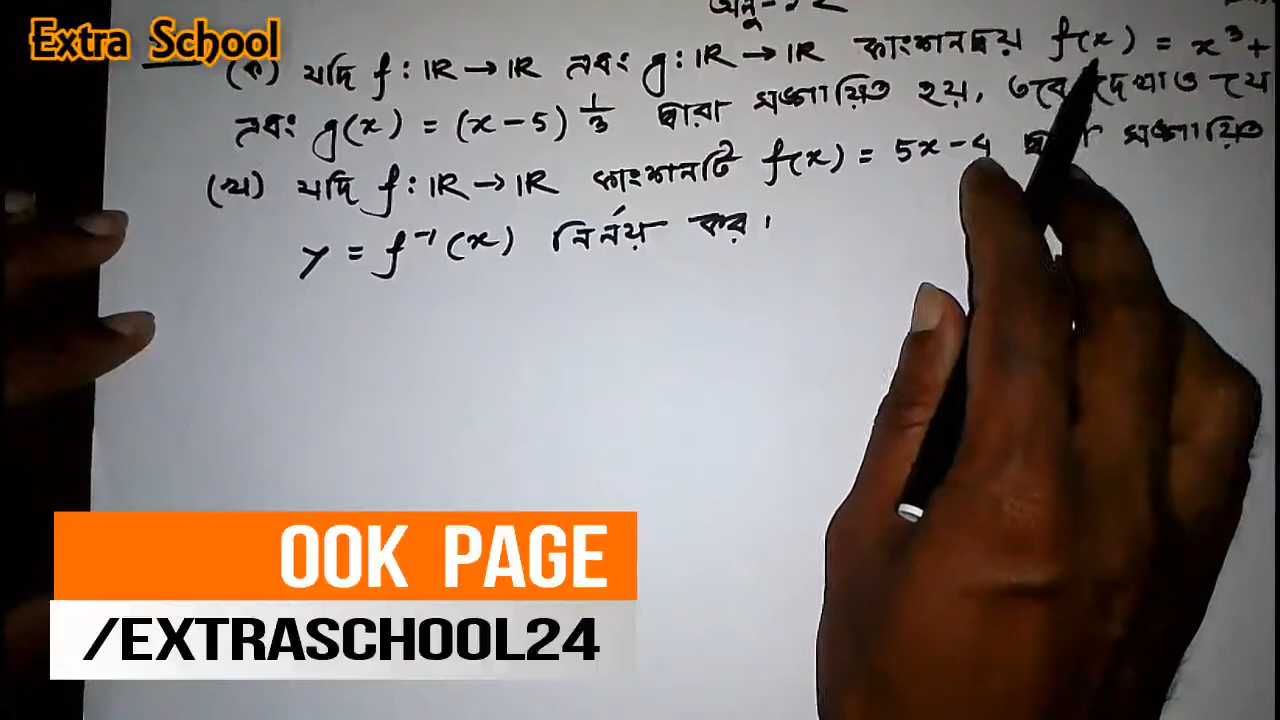 Extra School
(ক) যদি f : IR → IR এবং g : IR → IR ফাংশনদ্বয় f(x) = x³ +
এবং g(x) = (x – 5)^1/3 দ্বারা সংজ্ঞায়িত হয়, তবে দেখাও যে
(খ) যদি f : IR → IR ফাংশনটি f(x) = 5x – 4 সংজ্ঞায়িত
y = f⁻¹(x) নির্ণয় কর।
OOK PAGE
/EXTRASCHOOL24